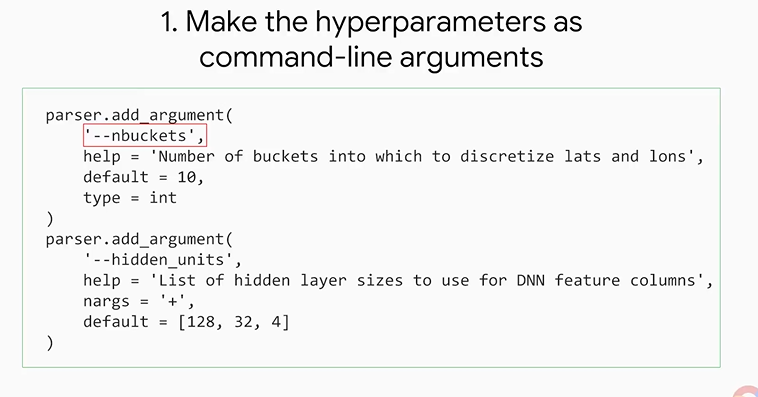 1. Make the hyperparameters as
command-line arguments
parser.add_argument(
'--nbuckets',
help = 'Number of buckets into which to discretize lats and lons',
default = 10,
type = int
)
parser.add_argument(
'--hidden_units',
help = 'List of hidden layer sizes to use for DNN feature columns',
nargs = '+',
default = [128, 32, 4]
)